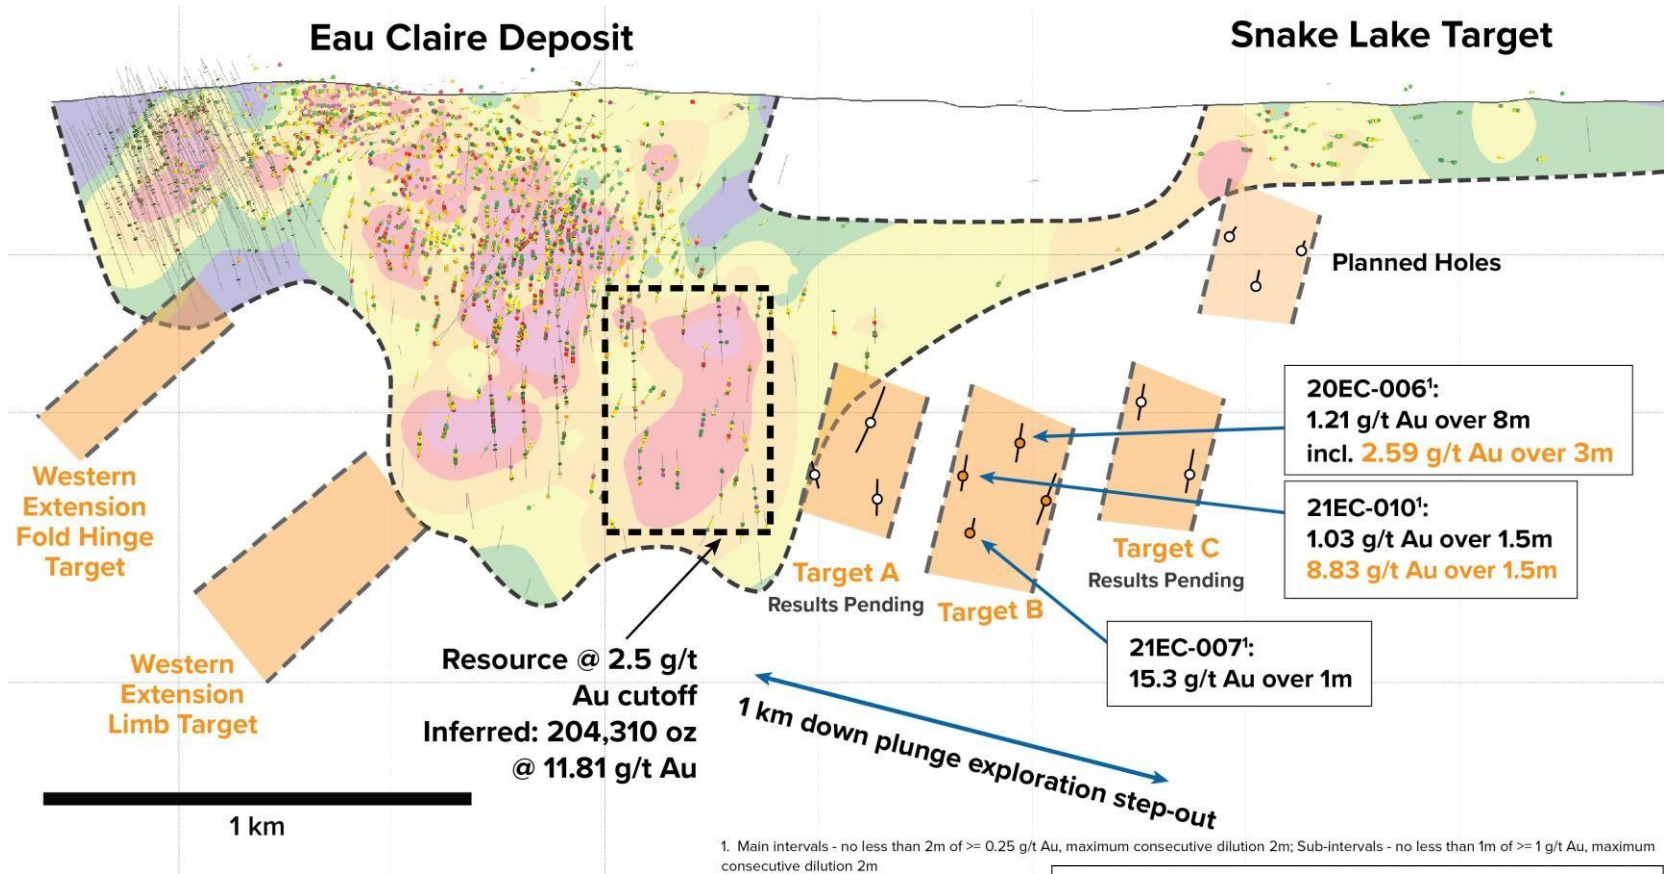 Eau Claire Deposit
Snake Lake Target
Planned Holes
20EC-006¹:
1.21 g/t Au over 8m
incl. 2.59 g/t Au over 3m
21EC-010¹:
1.03 g/t Au over 1.5m
8.83 g/t Au over 1.5m
21EC-007¹:
15.3 g/t Au over 1m
Western
Extension
Fold Hinge
Target
Western
Extension
Limb Target
Target A
Results Pending
Target B
Target C
Results Pending
Resource @ 2.5 g/t
Au cutoff
Inferred: 204,310 oz
@ 11.81 g/t Au
1 km down plunge exploration step-out
1 km
1. Main intervals - no less than 2m of >= 0.25 g/t Au, maximum consecutive dilution 2m; Sub-intervals - no less than 1m of >= 1 g/t Au, maximum
consecutive dilution 2m